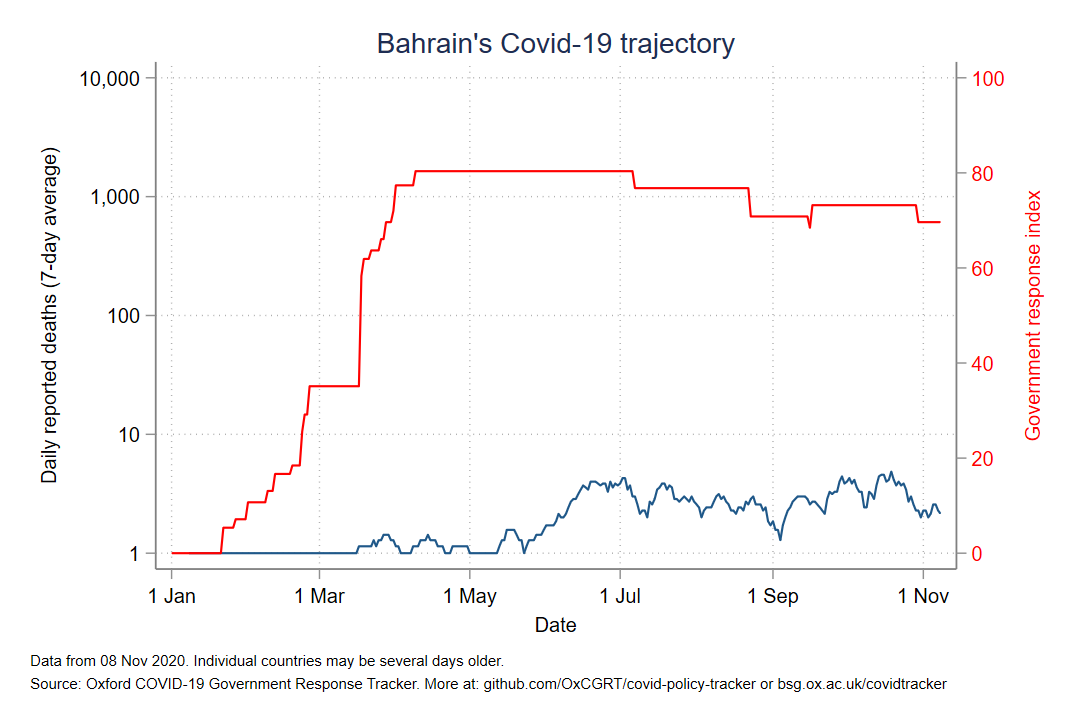 Bahrain's Covid-19 trajectory
10,000
1,000
100
10
1
Daily reported deaths (7-day average)
100
80
60
40
20
0
Government response index
1 Jan 1 Mar 1 May 1 Jul 1 Sep 1 Nov
Date
Data from 08 Nov 2020. Individual countries may be several days older.
Source: Oxford COVID-19 Government Response Tracker. More at: github.com/OxCGRT/covid-policy-tracker or bsg.ox.ac.uk/covidtracker